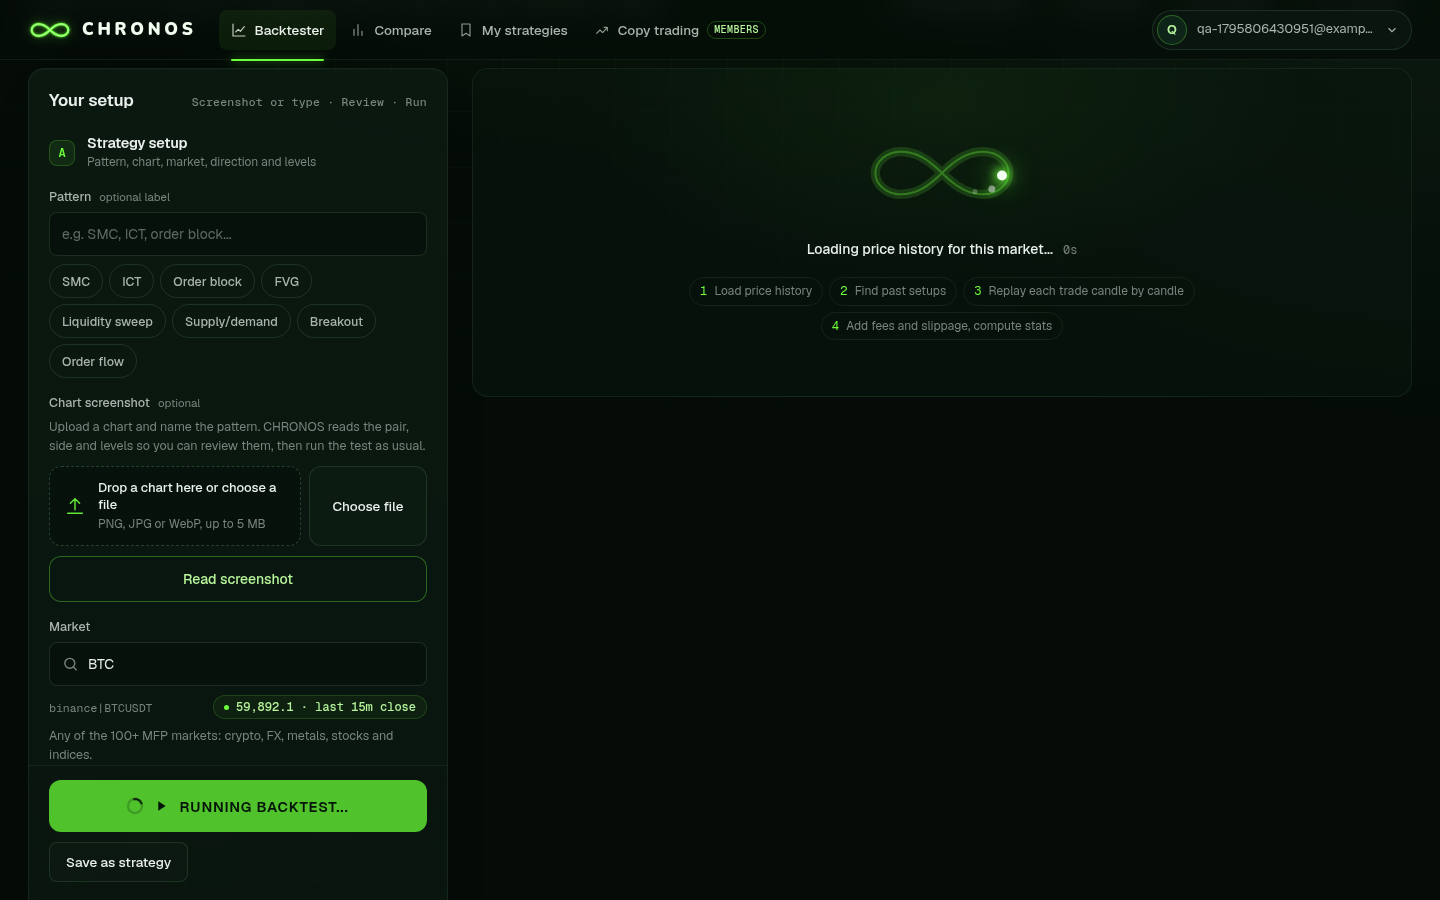 CHRONOS
Backtester
Compare
My strategies
Copy trading MEMBERS
Q qa-1795806430951@examp...
Your setup
Screenshot or type · Review · Run
A
Strategy setup
Pattern, chart, market, direction and levels
Pattern optional label
e.g. SMC, ICT, order block...
SMC ICT Order block FVG
Liquidity sweep Supply/demand Breakout
Order flow
Chart screenshot optional
Upload a chart and name the pattern. CHRONOS reads the pair,
side and levels so you can review them, then run the test as usual.
Drop a chart here or choose a
file
PNG, JPG or WebP, up to 5 MB
Choose file
Read screenshot
Market
BTC
binance|BTCUSDT
59,892.1 · last 15m close
Any of the 100+ MFP markets: crypto, FX, metals, stocks and
indices.
RUNNING BACKTEST...
Save as strategy
Loading price history for this market... 0s
1 Load price history 2 Find past setups 3 Replay each trade candle by candle
4 Add fees and slippage, compute stats